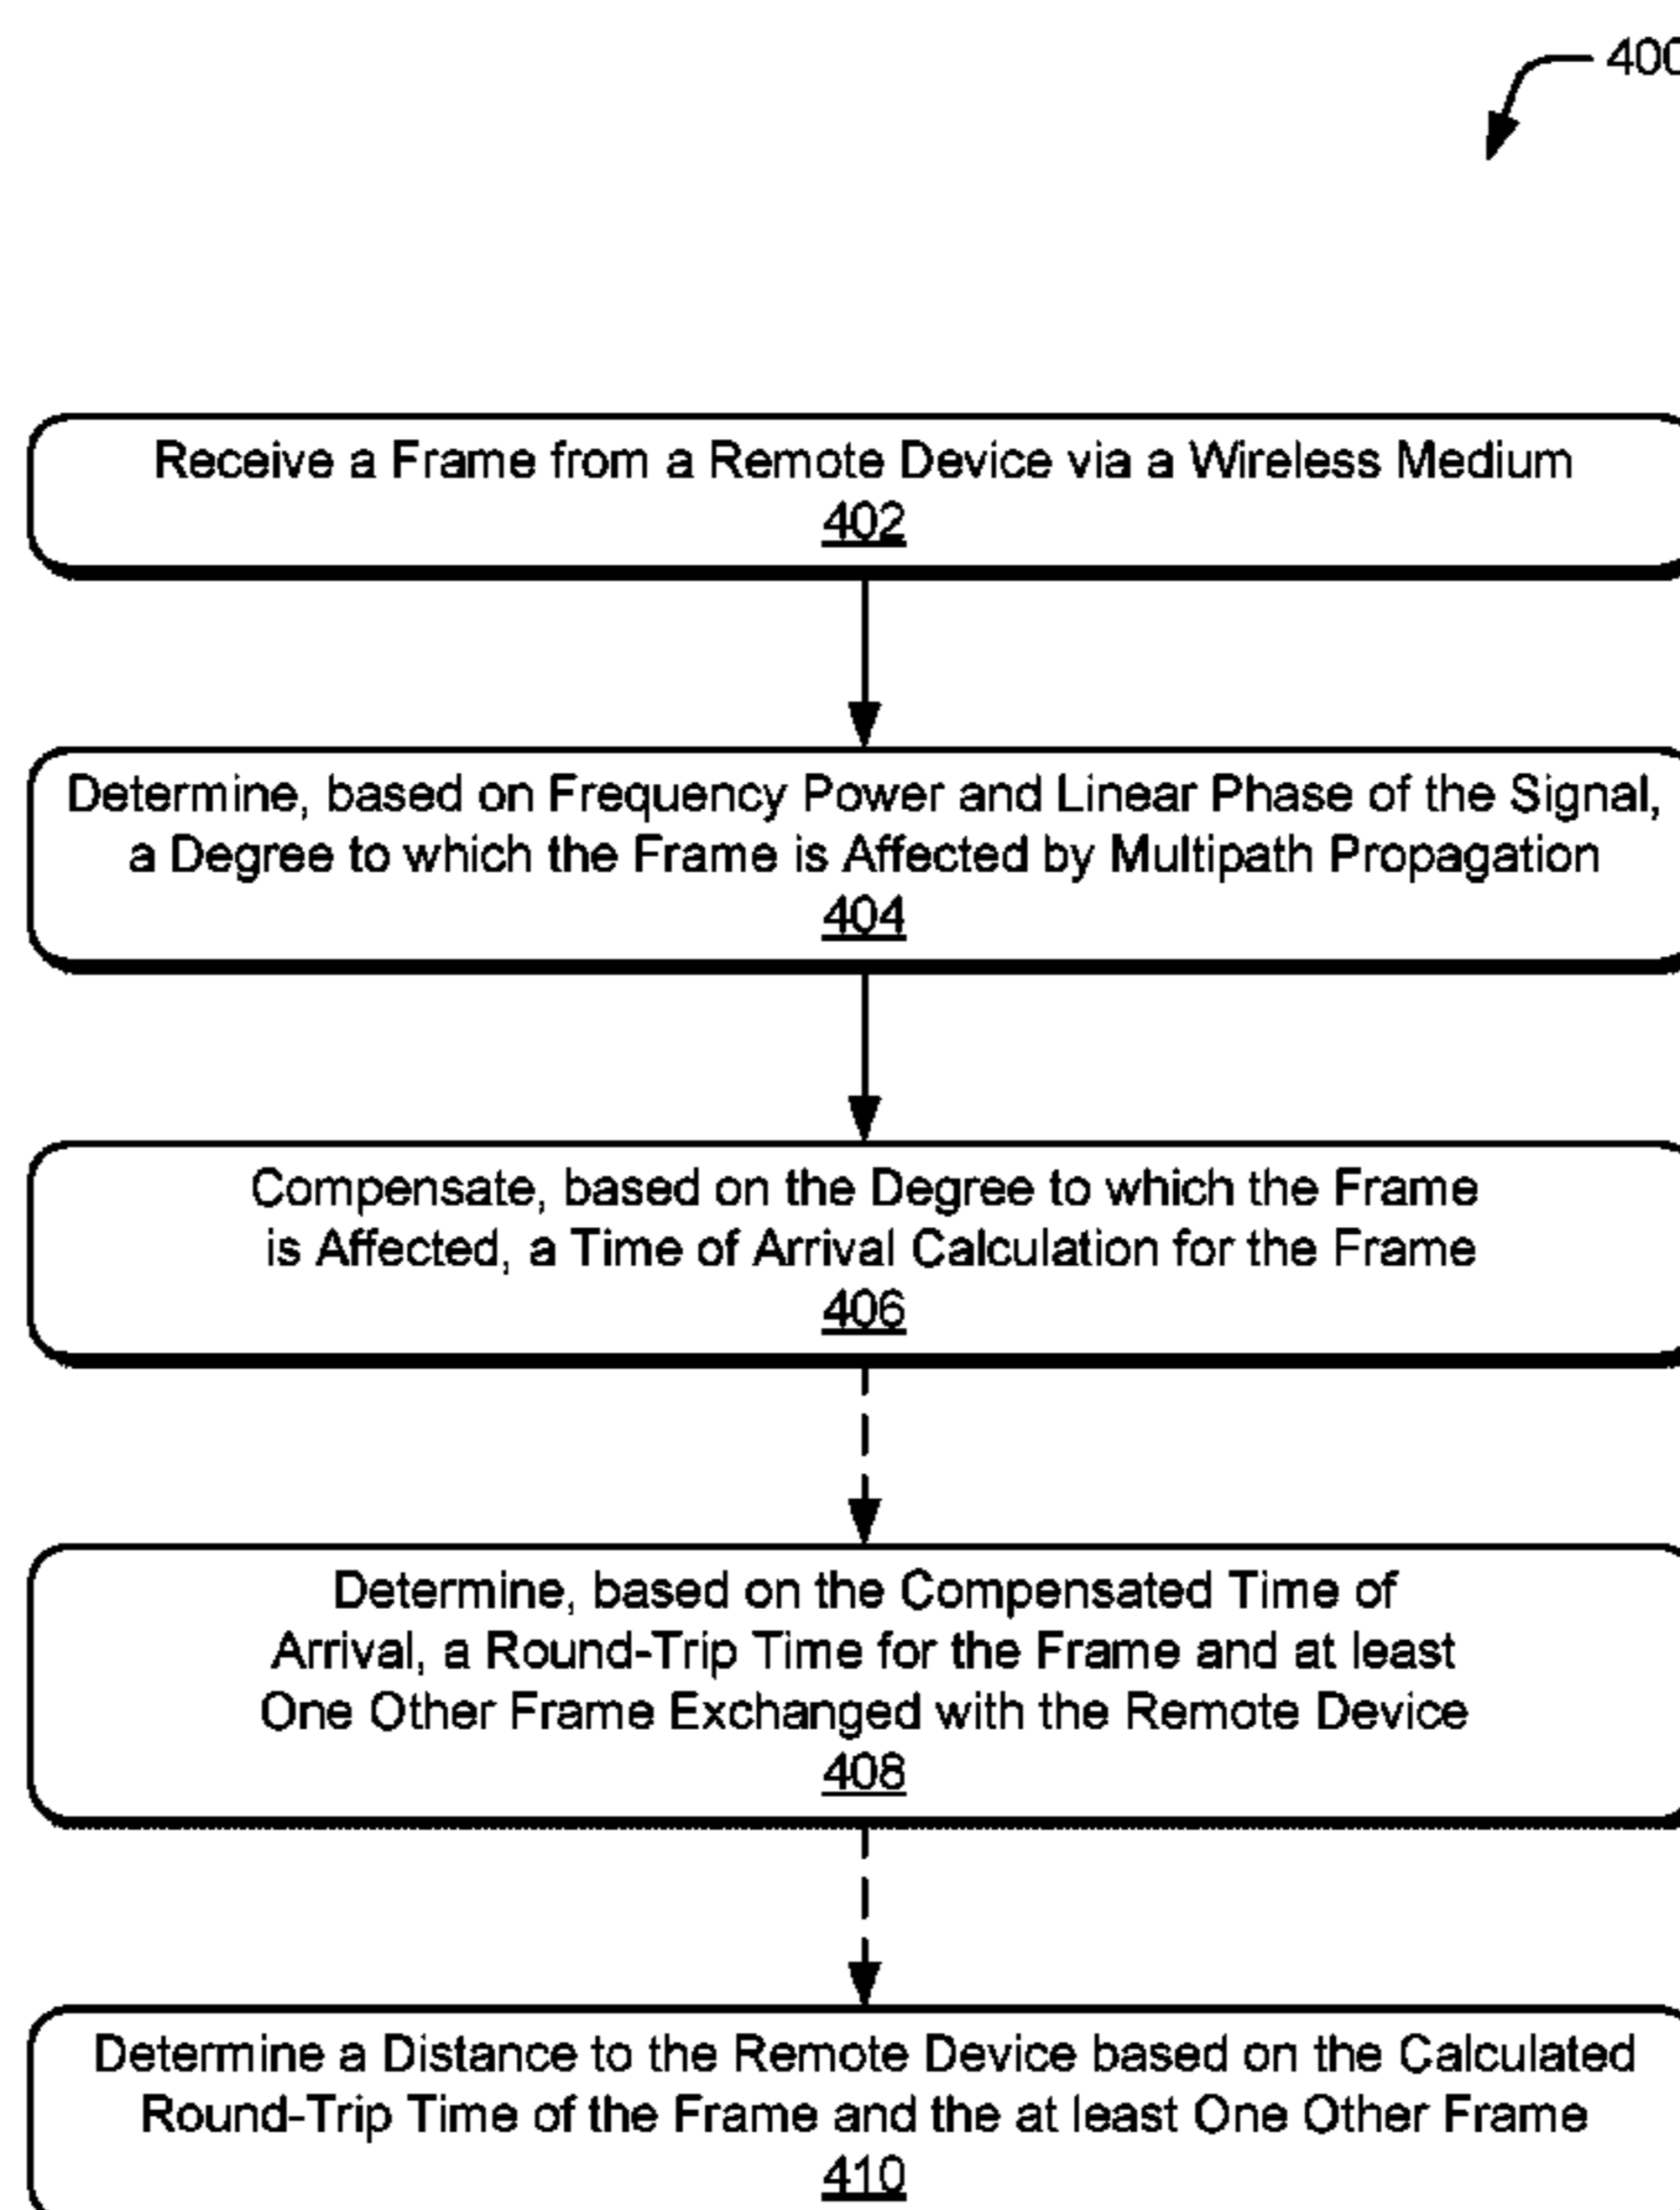 400
Receive a Frame from a Remote Device via a Wireless Medium
402
Determine, based on Frequency Power and Linear Phase of the Signal,
a Degree to which the Frame is Affected by Multipath Propagation
404
Compensate, based on the Degree to which the Frame
is Affected, a Time of Arrival Calculation for the Frame
406
Determine, based on the Compensated Time of
Arrival, a Round-Trip Time for the Frame and at least
One Other Frame Exchanged with the Remote Device
408
Determine a Distance to the Remote Device based on the Calculated
Round-Trip Time of the Frame and the at least One Other Frame
410